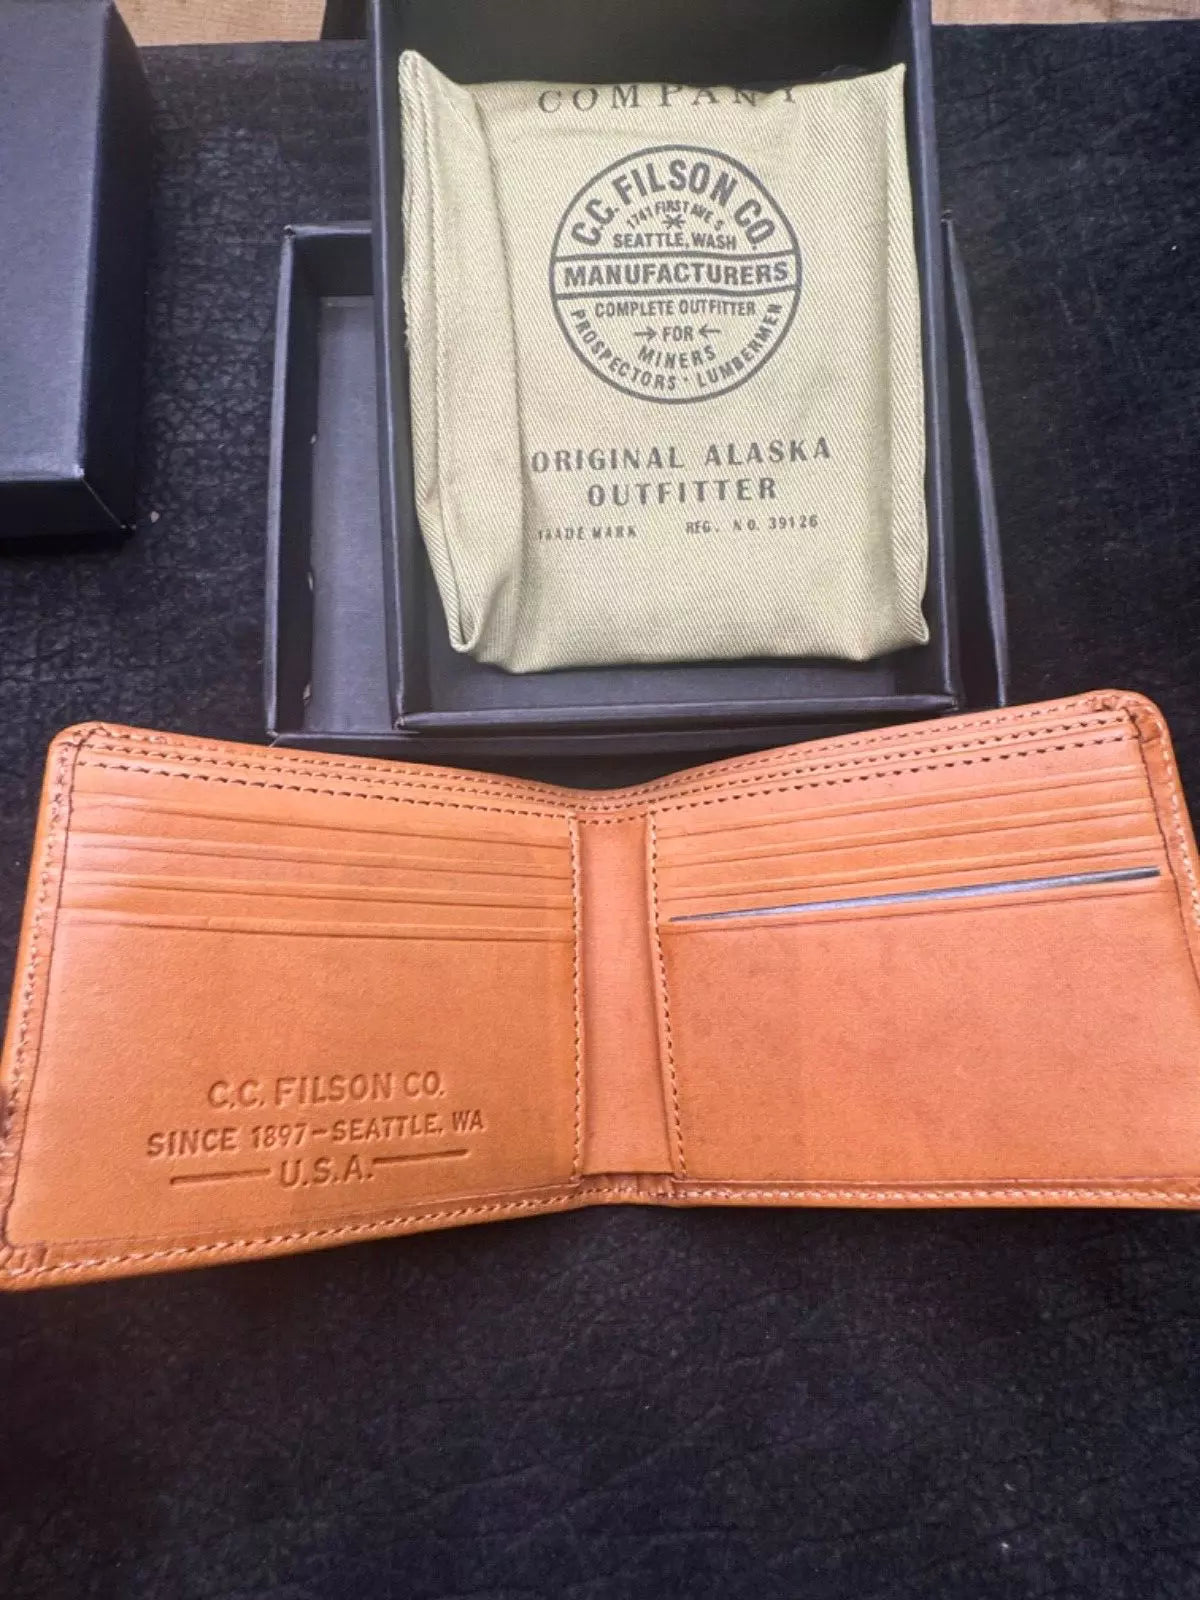 COMPANY
C.C. FILSON CO.
1741 FIRST AVE S
SEATTLE, WASH
MANUFACTURERS
COMPLETE OUTFITTER
FOR
MINERS
PROSPECTORS · LUMBERMEN
ORIGINAL ALASKA
OUTFITTER
TRADE MARK REG. NO. 39126
C.C. FILSON CO.
SINCE 1897-SEATTLE, WA
U.S.A.